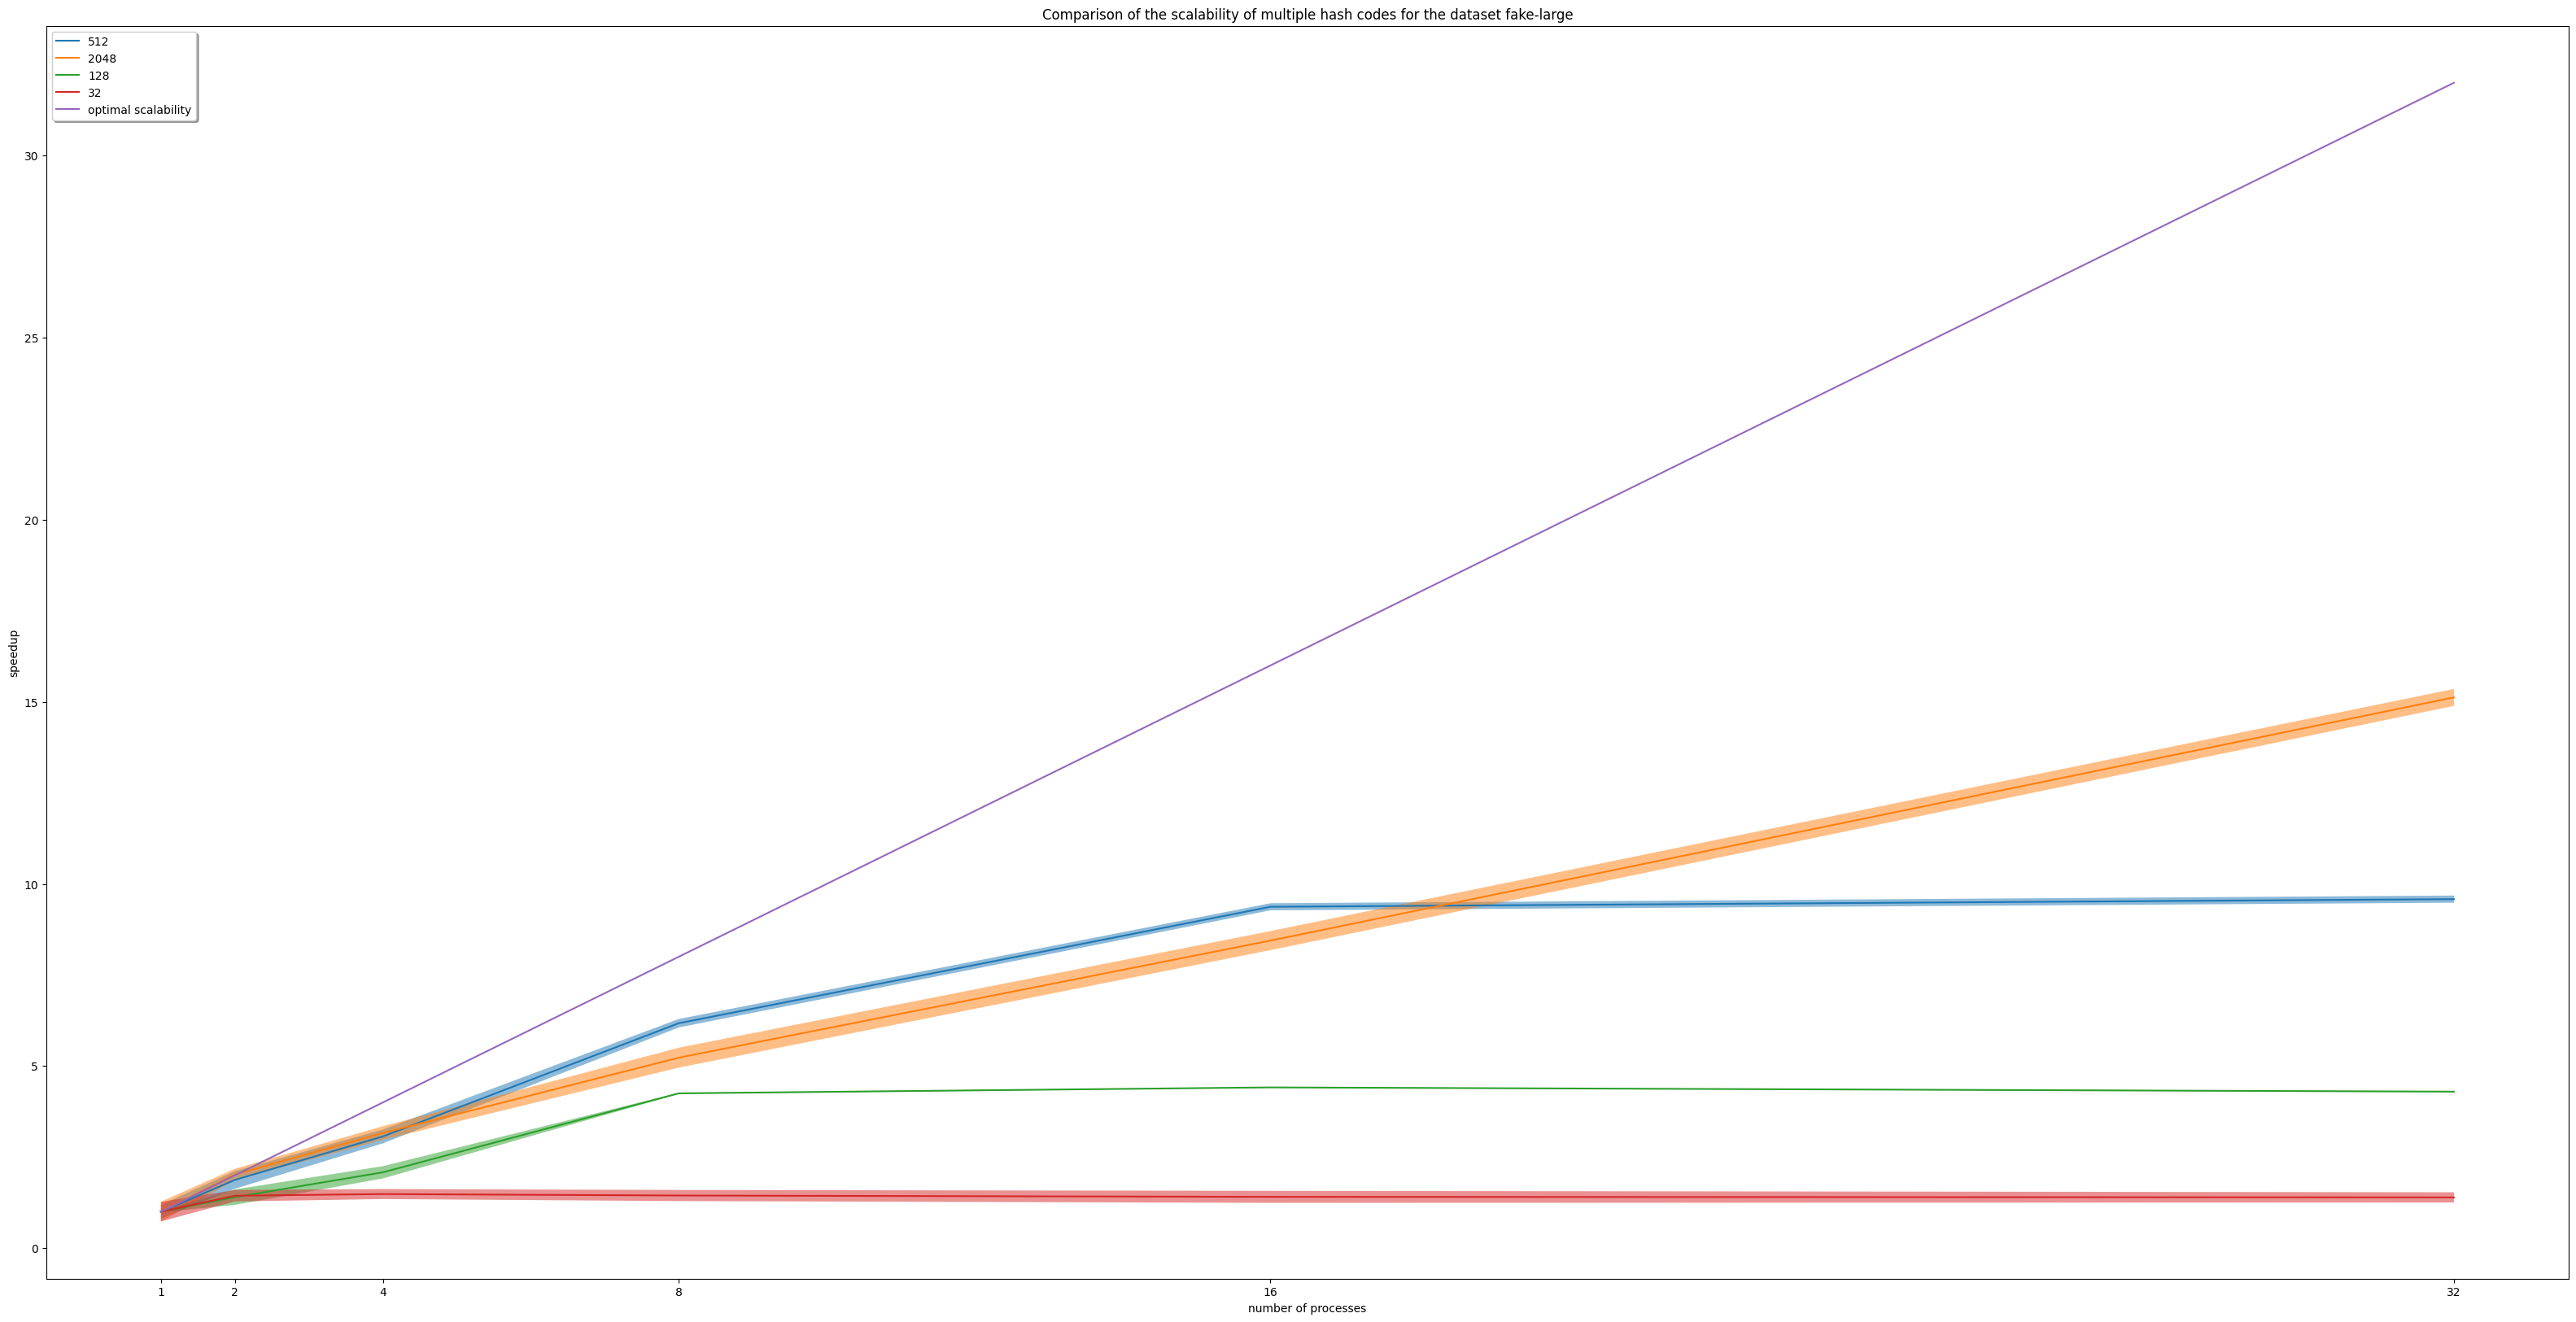 Comparison of the scalability of multiple hash codes for the dataset fake-large
512
2048
128
32
optimal scalability
30
25
20
15
10
5
0
speedup
1 2 4 8 16 32
number of processes